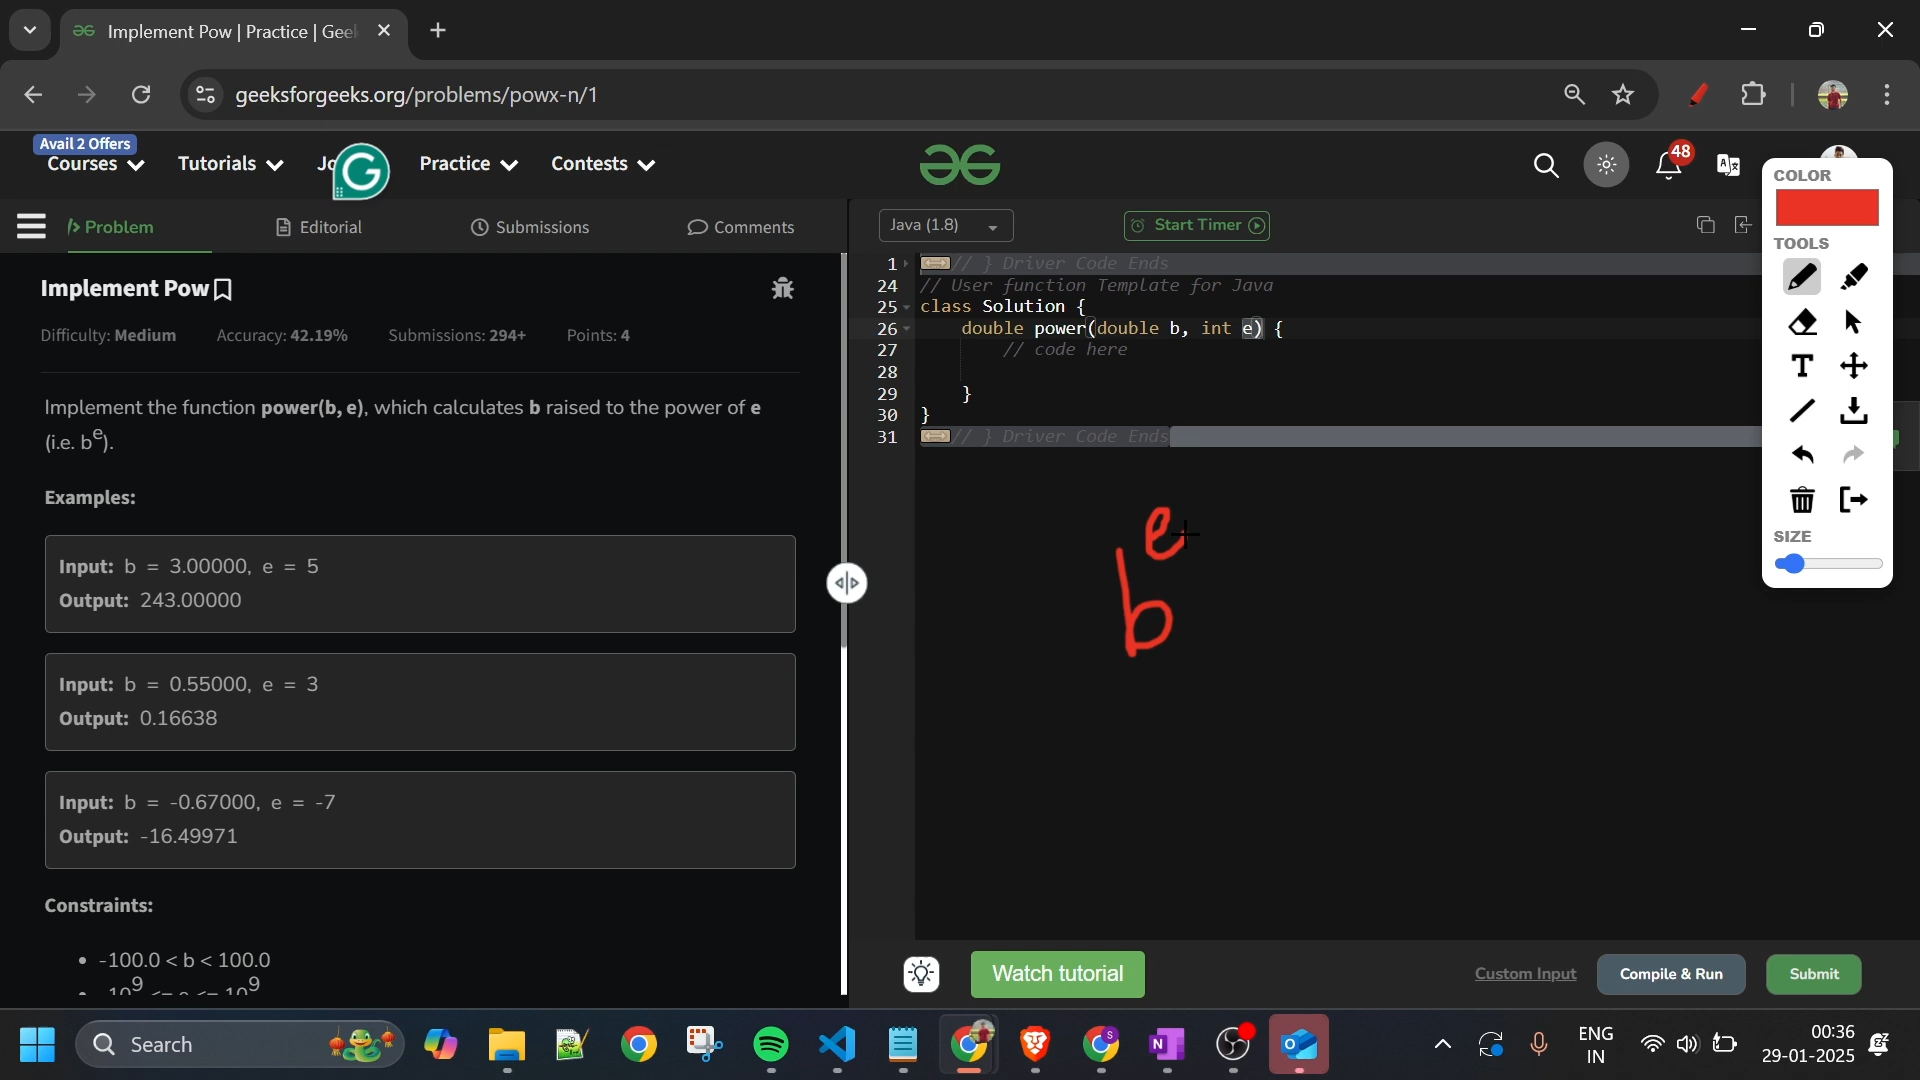 Implement Pow | Practice | Gee
geeksforgeeks.org/problems/powx-n/1
Avail 2 Offers
Courses Tutorials Jo Practice Contests
48
COLOR
TOOLS
SIZE
Problem Editorial Submissions Comments
Java (1.8) Start Timer
Implement Pow
Difficulty: Medium Accuracy: 42.19% Submissions: 294+ Points: 4
Implement the function power(b, e), which calculates b raised to the power of e
(i.e. b^e).
Examples:
Input: b = 3.00000, e = 5
Output: 243.00000
Input: b = 0.55000, e = 3
Output: 0.16638
Input: b = -0.67000, e = -7
Output: -16.49971
Constraints:
-100.0 < b < 100.0
1 // } Driver Code Ends
24 // User function Template for Java
25 class Solution {
26 double power(double b, int e) {
27 // code here
28
29 }
30 }
31 // } Driver Code Ends
e
b
Watch tutorial Custom Input Compile & Run Submit
Search ENG
IN
00:36
29-01-2025